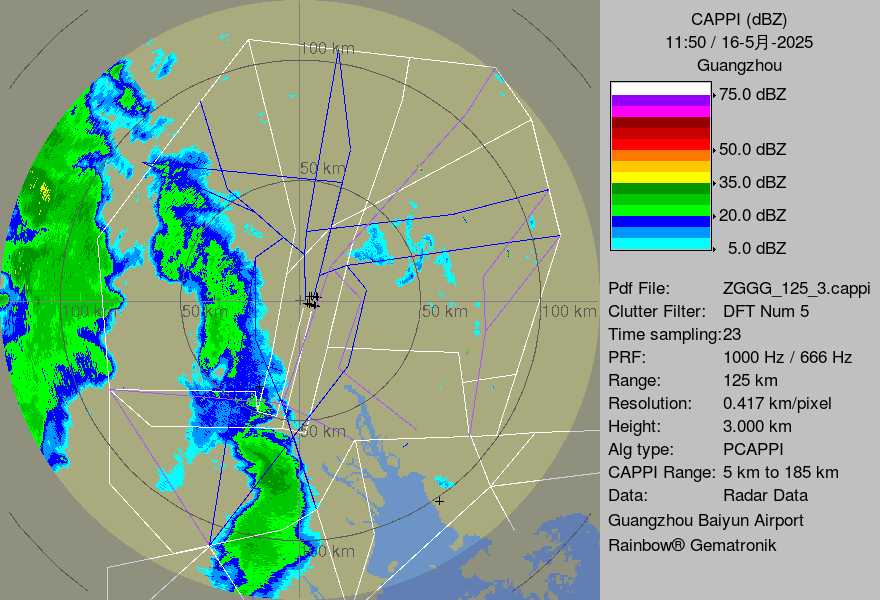 CAPPI (dBZ)
11:50 / 16-5月-2025
Guangzhou
75.0 dBZ
50.0 dBZ
35.0 dBZ
20.0 dBZ
5.0 dBZ
Pdf File: ZGGG_125_3.cappi
Clutter Filter: DFT Num 5
Time sampling:23
PRF: 1000 Hz / 666 Hz
Range: 125 km
Resolution: 0.417 km/pixel
Height: 3.000 km
Alg type: PCAPPI
CAPPI Range: 5 km to 185 km
Data: Radar Data
Guangzhou Baiyun Airport
Rainbow® Gematronik
100 km
50 km
100 km
50 km
50 km
100 km
50 km
100 km